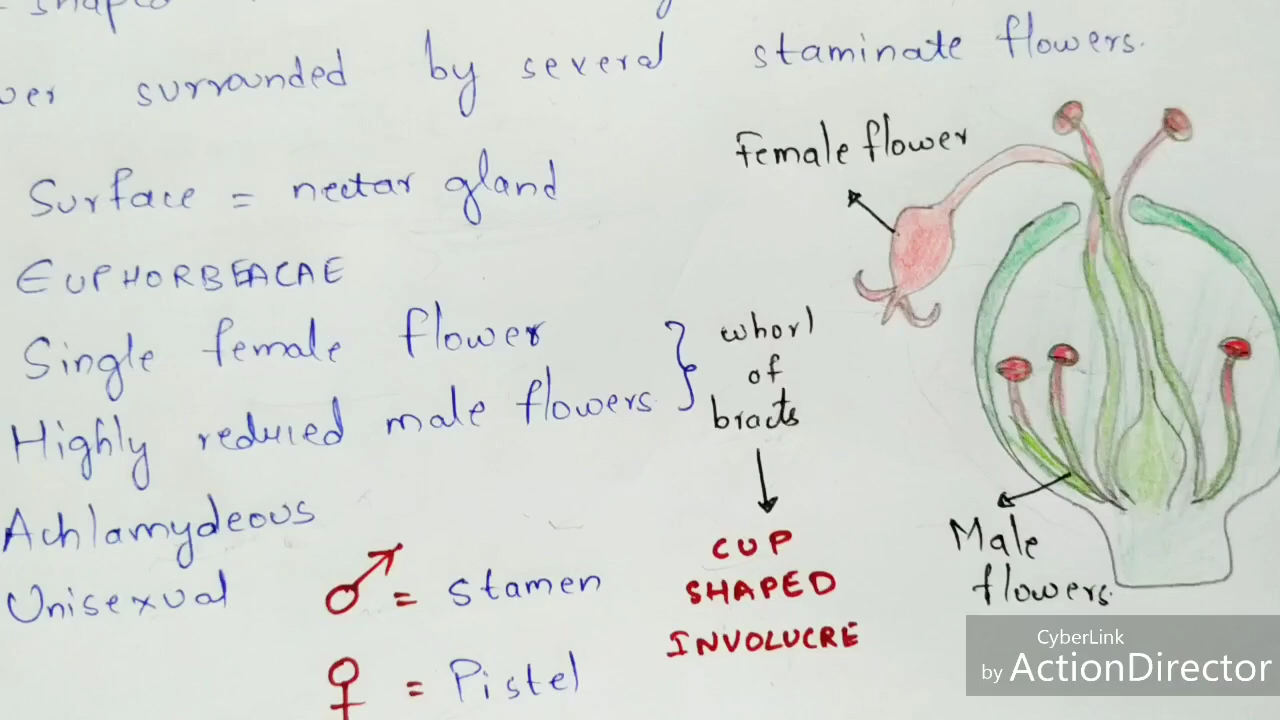 shaped
surrounded by several staminate flowers.
Female flower
Surface = nectar gland
EUPHORBEACAE
Single female flower
Highly reduced male flowers
whorl
of
bracts
Achlamydeous
Unisexual
♂ = Stamen
♀ = Pistel
CUP
SHAPED
INVOLUCRE
Male
flowers.
CyberLink
by ActionDirector